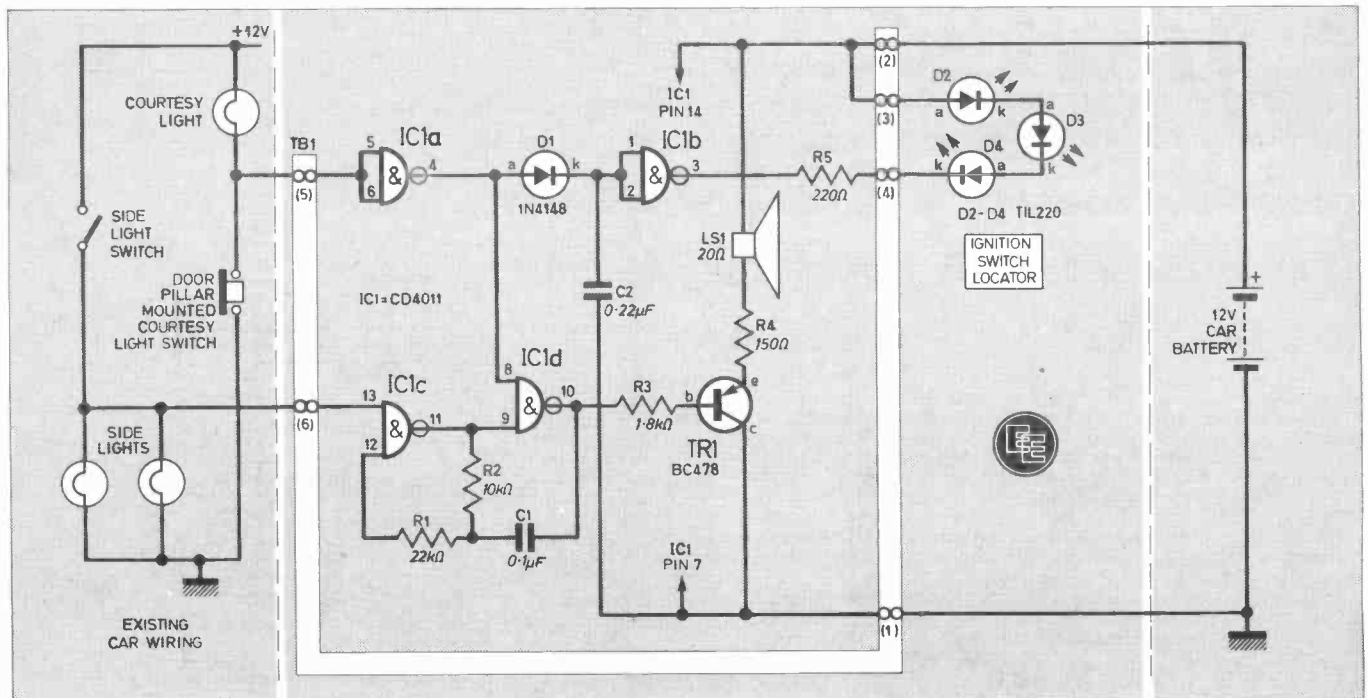 +12V
COURTESY
LIGHT
SIDE
LIGHT
SWITCH
DOOR
PILLAR
MOUNTED
COURTESY
LIGHT SWITCH
SIDE
LIGHTS
EXISTING
CAR WIRING
TB1
(5)
(6)
IC1a
5
6
&
4
D1
a
k
1N4148
IC1b
1
2
&
3
IC1
PIN 14
IC1 = CD4011
C2
0·22µF
IC1c
13
12
&
11
IC1d
8
9
&
10
R2
10kΩ
R1
22kΩ
C1
0·1µF
R3
1·8kΩ
LS1
20Ω
R4
150Ω
b
e
c
TR1
BC478
R5
220Ω
IC1
PIN 7
(2)
(3)
(4)
(1)
D2
a
k
a
D3
k
D4
k
a
D2-D4 TIL220
IGNITION
SWITCH
LOCATOR
+
12V
CAR
BATTERY
EE